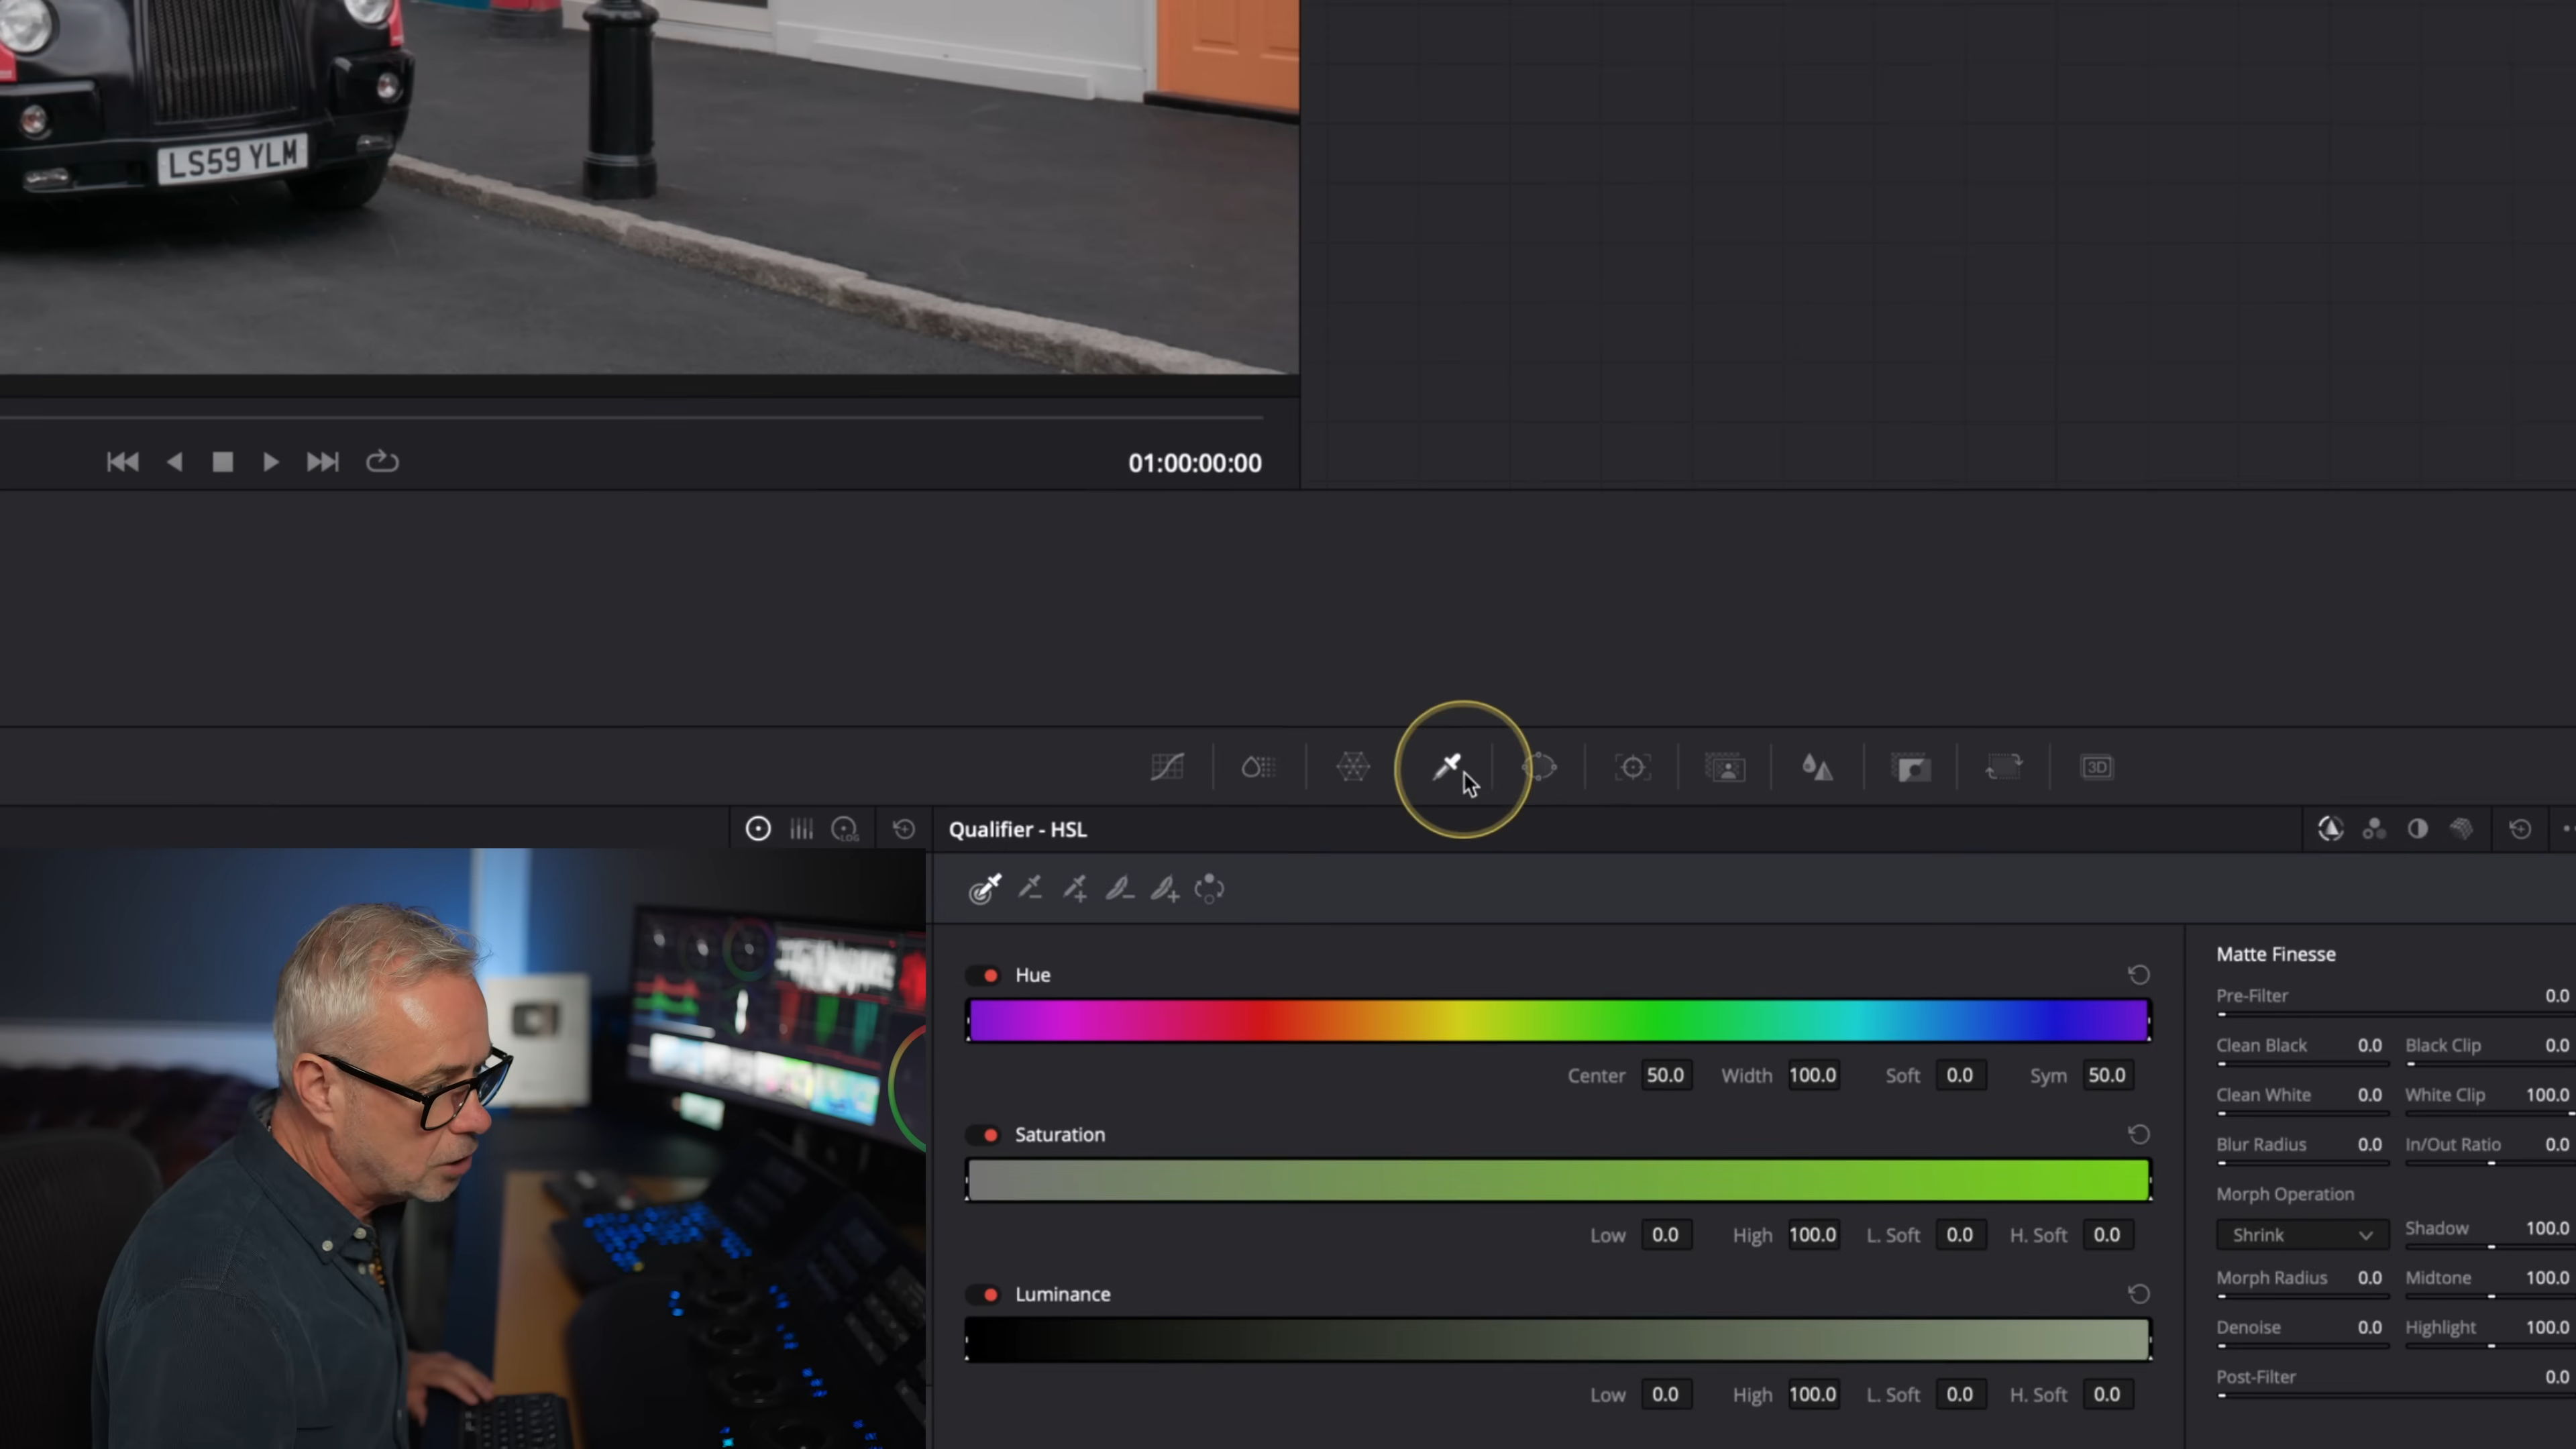 LS59 YLM
01:00:00:00
3D
LOG
Qualifier - HSL
Hue
Center 50.0 Width 100.0 Soft 0.0 Sym 50.0
Saturation
Low 0.0 High 100.0 L. Soft 0.0 H. Soft 0.0
Luminance
Low 0.0 High 100.0 L. Soft 0.0 H. Soft 0.0
Matte Finesse
Pre-Filter 0.0
Clean Black 0.0 Black Clip 0.0
Clean White 0.0 White Clip 100.0
Blur Radius 0.0 In/Out Ratio 0.0
Morph Operation
Shrink Shadow 100.0
Morph Radius 0.0 Midtone 100.0
Denoise 0.0 Highlight 100.0
Post-Filter 0.0